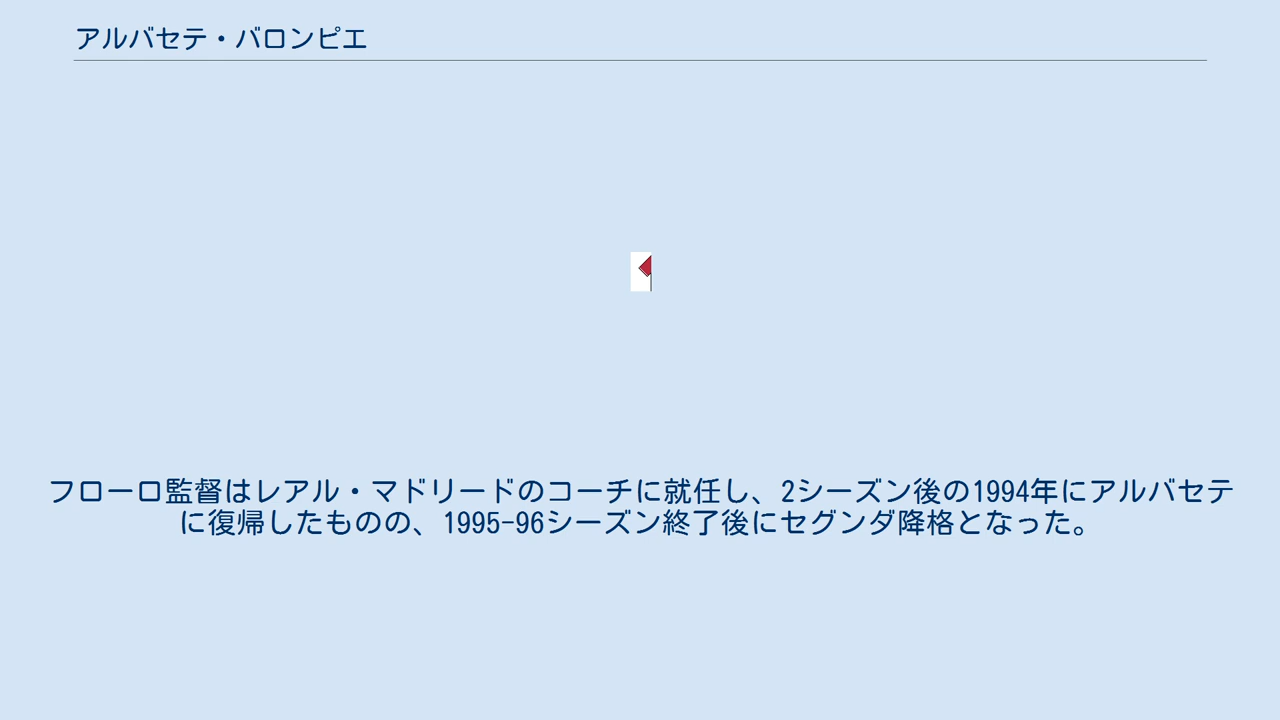 アルバセテ・バロンピエ
フローロ監督はレアル・マドリードのコーチに就任し、2シーズン後の1994年にアルバセテ
に復帰したものの、1995-96シーズン終了後にセグンダ降格となった。